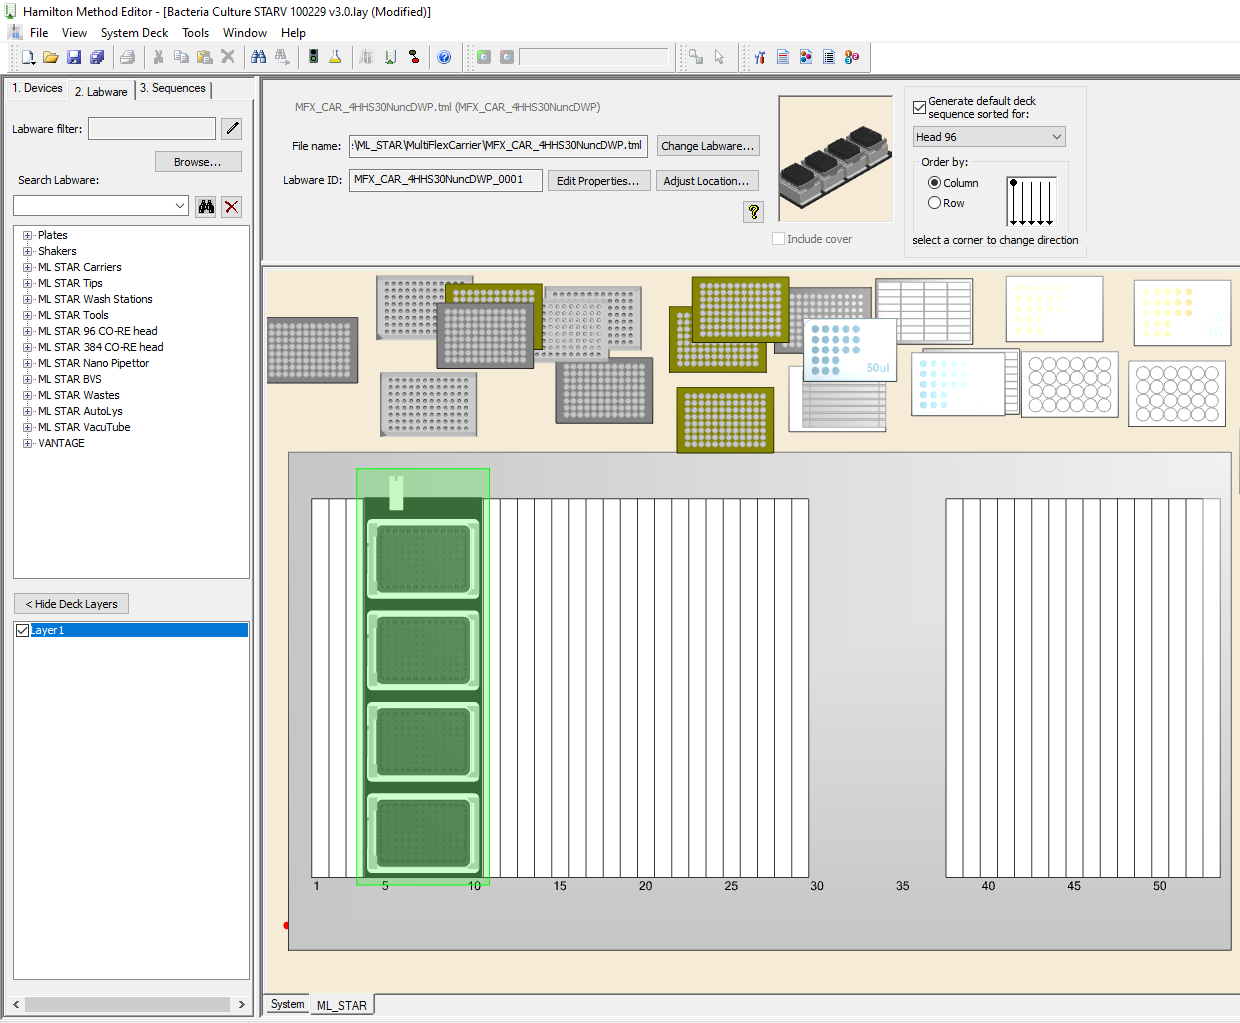 Hamilton Method Editor - [Bacteria Culture STARV 100229 v3.0.lay (Modified)]
File View System Deck Tools Window Help
1. Devices 2. Labware 3. Sequences
Labware filter:
Browse...
Search Labware:
Plates
Shakers
ML STAR Carriers
ML STAR Tips
ML STAR Wash Stations
ML STAR Tools
ML STAR 96 CO-RE head
ML STAR 384 CO-RE head
ML STAR Nano Pipettor
ML STAR BVS
ML STAR Wastes
ML STAR AutoLys
ML STAR VacuTube
VANTAGE
< Hide Deck Layers
Layer1
MFX_CAR_4HHS30NuncDWP.tml (MFX_CAR_4HHS30NuncDWP)
File name: :\ML_STAR\MultiFlexCarrier\MFX_CAR_4HHS30NuncDWP.tml Change Labware...
Labware ID: MFX_CAR_4HHS30NuncDWP_0001 Edit Properties... Adjust Location...
?
Include cover
Generate default deck
sequence sorted for:
Head 96
Order by:
Column
Row
select a corner to change direction
50ul
1 5 10 15 20 25 30 35 40 45 50
System ML_STAR